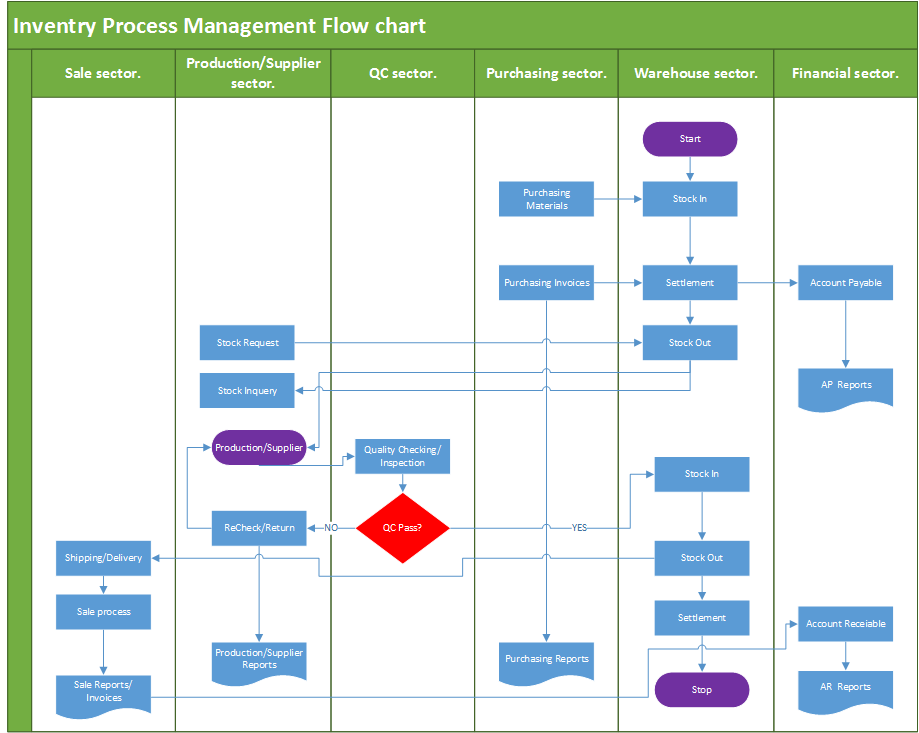 Inventry Process Management Flow chart
Sale sector.
Production/Supplier
sector.
QC sector.
Purchasing sector.
Warehouse sector.
Financial sector.
Start
Purchasing
Materials
Stock In
Purchasing Invoices
Settlement
Account Payable
Stock Request
Stock Out
Stock Inquery
AP Reports
Production/Supplier
Quality Checking/
Inspection
Stock In
ReCheck/Return
NO
QC Pass?
YES
Shipping/Delivery
Stock Out
Sale process
Settlement
Account Receiable
Production/Supplier
Reports
Purchasing Reports
Sale Reports/
Invoices
Stop
AR Reports